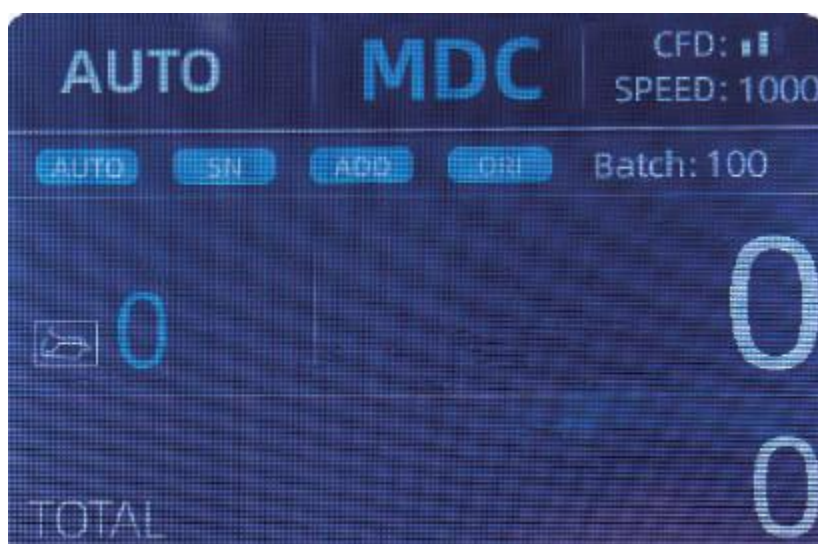 AUTO MDC CFD:
SPEED: 1000
AUTO SN ADD ORI Batch: 100
0
0
0
TOTAL